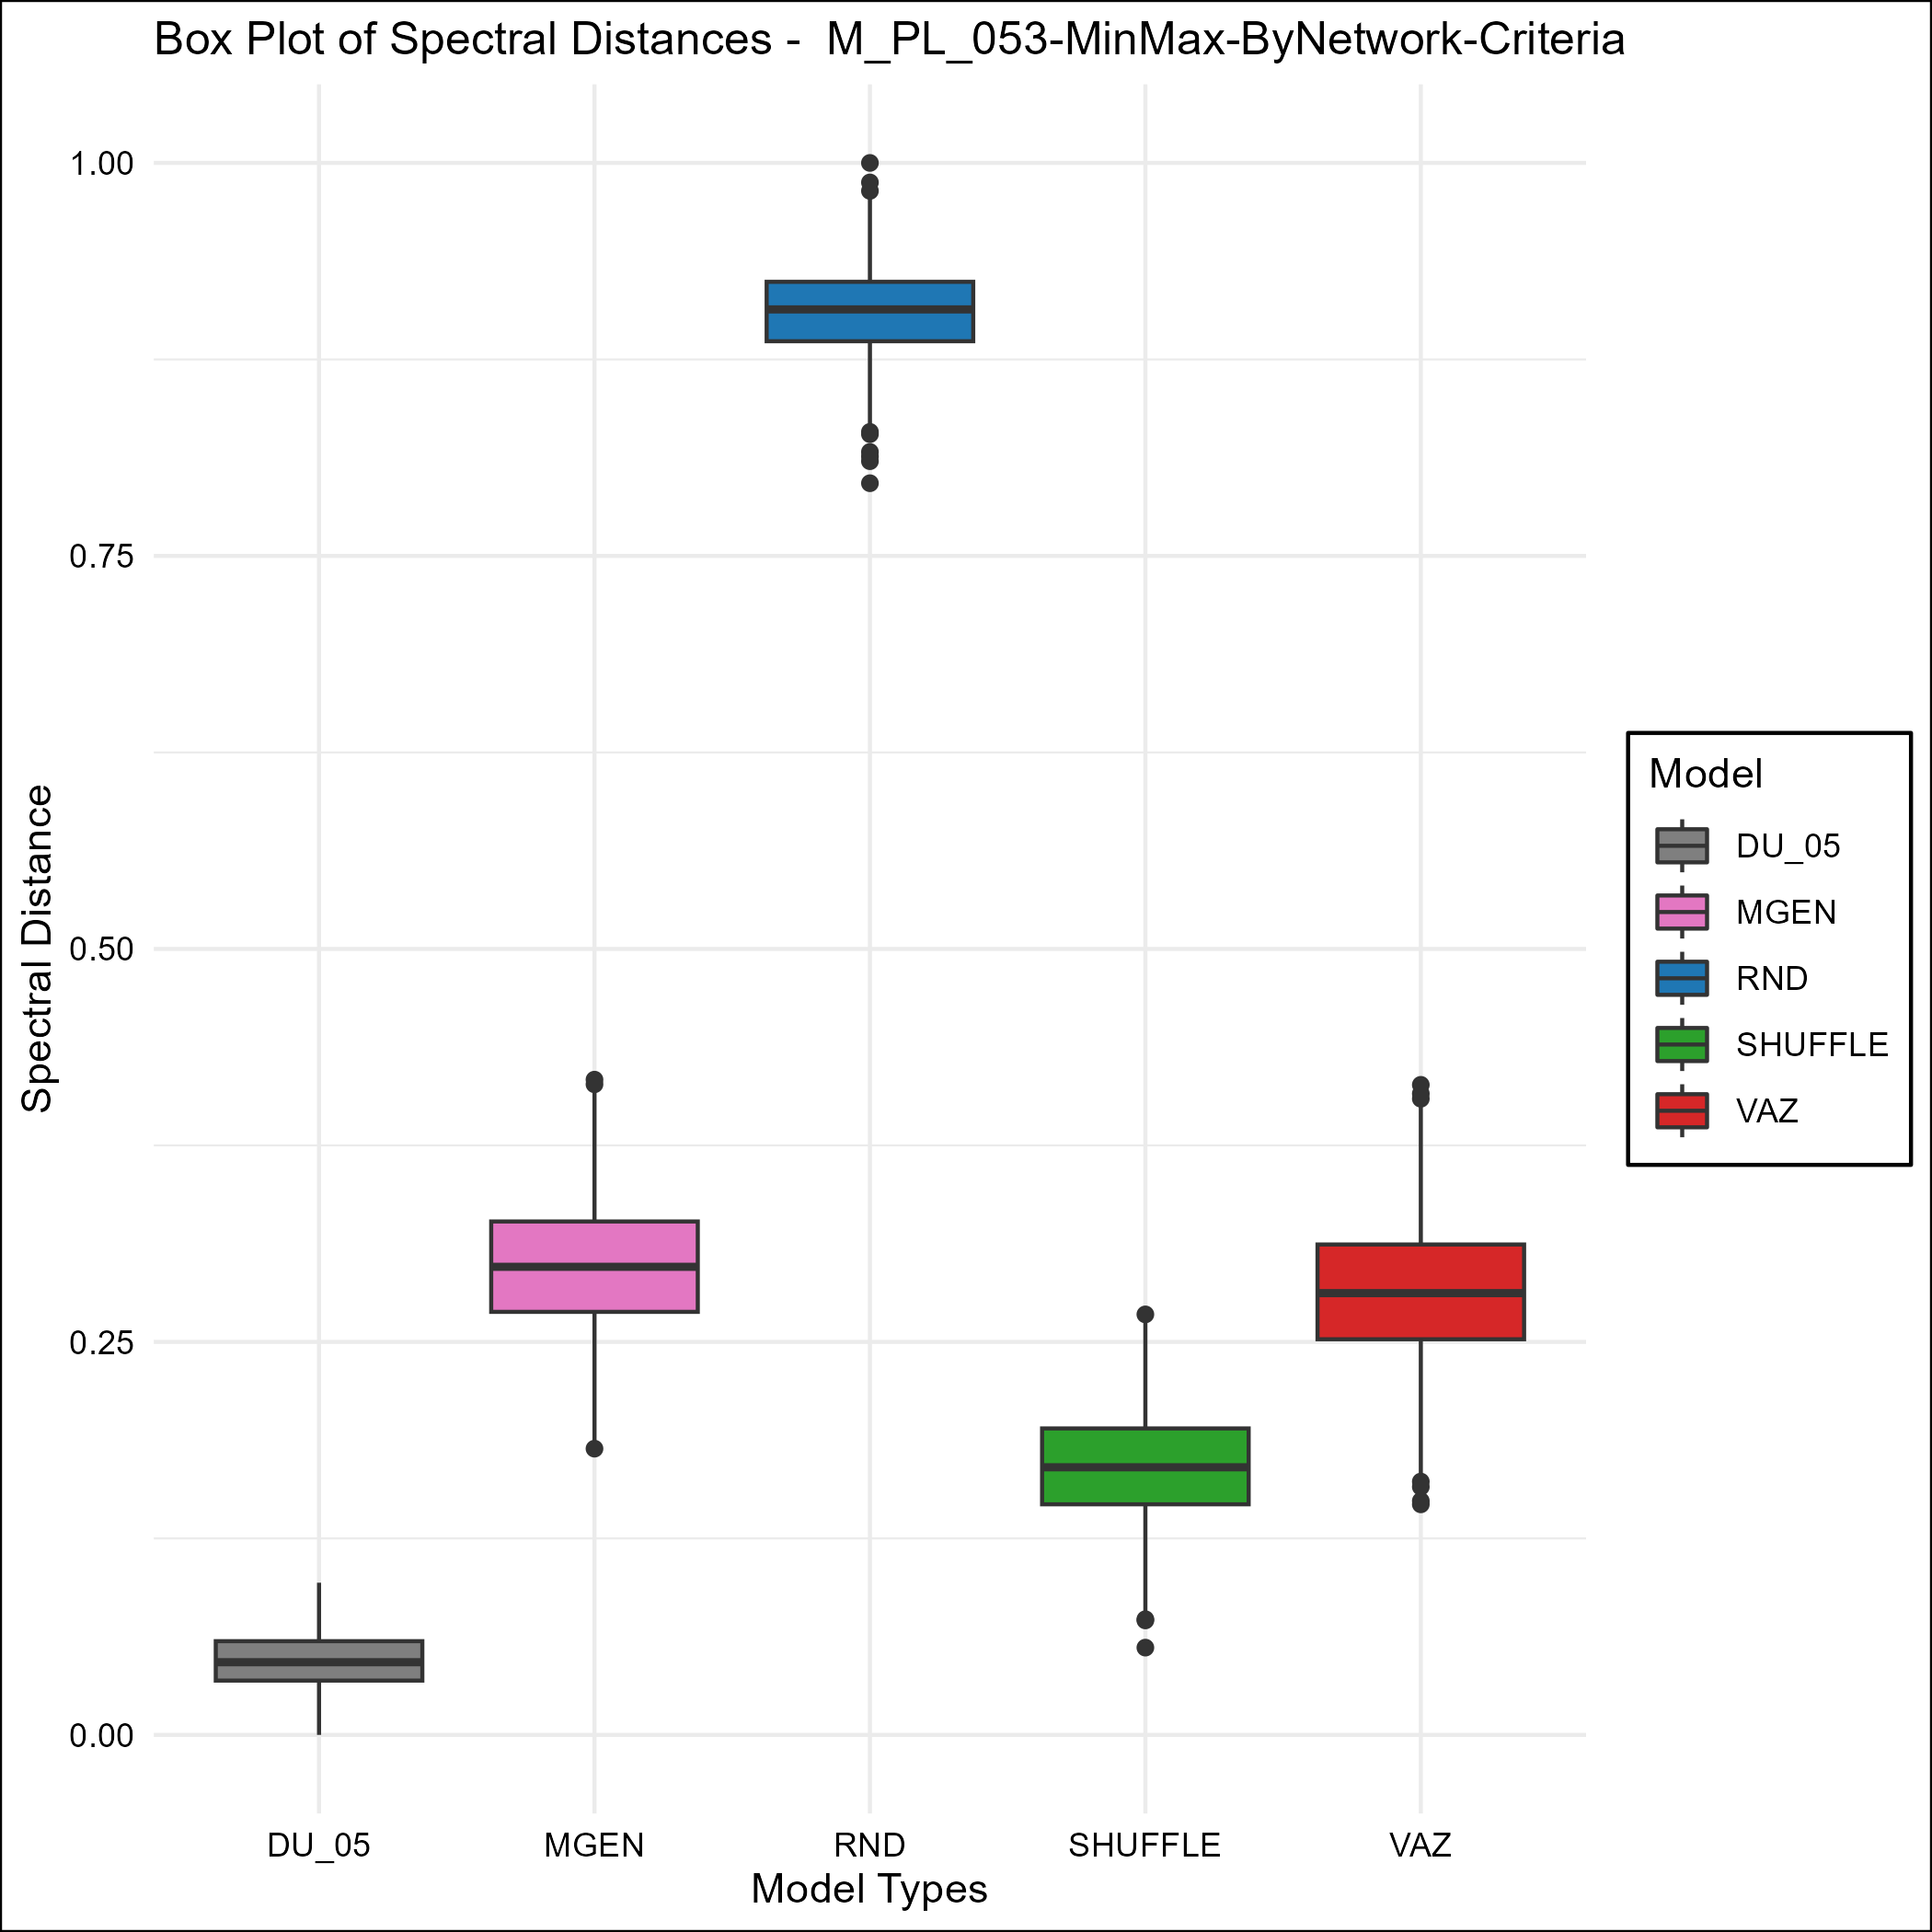 Box Plot of Spectral Distances -  M_PL_053-MinMax-ByNetwork-Criteria
1.00
0.75
0.50
0.25
0.00
Spectral Distance
DU_05 MGEN RND SHUFFLE VAZ
Model Types
Model
DU_05
MGEN
RND
SHUFFLE
VAZ